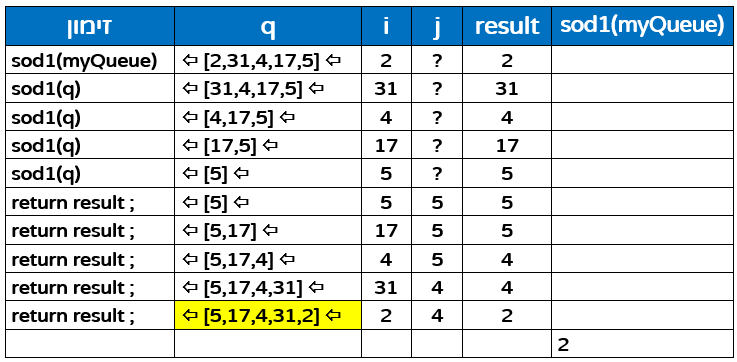 זימון q i j result sod1(myQueue)
sod1(myQueue) ⇦ [2,31,4,17,5] ⇦ 2 ? 2
sod1(q) ⇦ [31,4,17,5] ⇦ 31 ? 31
sod1(q) ⇦ [4,17,5] ⇦ 4 ? 4
sod1(q) ⇦ [17,5] ⇦ 17 ? 17
sod1(q) ⇦ [5] ⇦ 5 ? 5
return result ; ⇦ [5] ⇦ 5 5 5
return result ; ⇦ [5,17] ⇦ 17 5 5
return result ; ⇦ [5,17,4] ⇦ 4 5 4
return result ; ⇦ [5,17,4,31] ⇦ 31 4 4
return result ; ⇦ [5,17,4,31,2] ⇦ 2 4 2
2